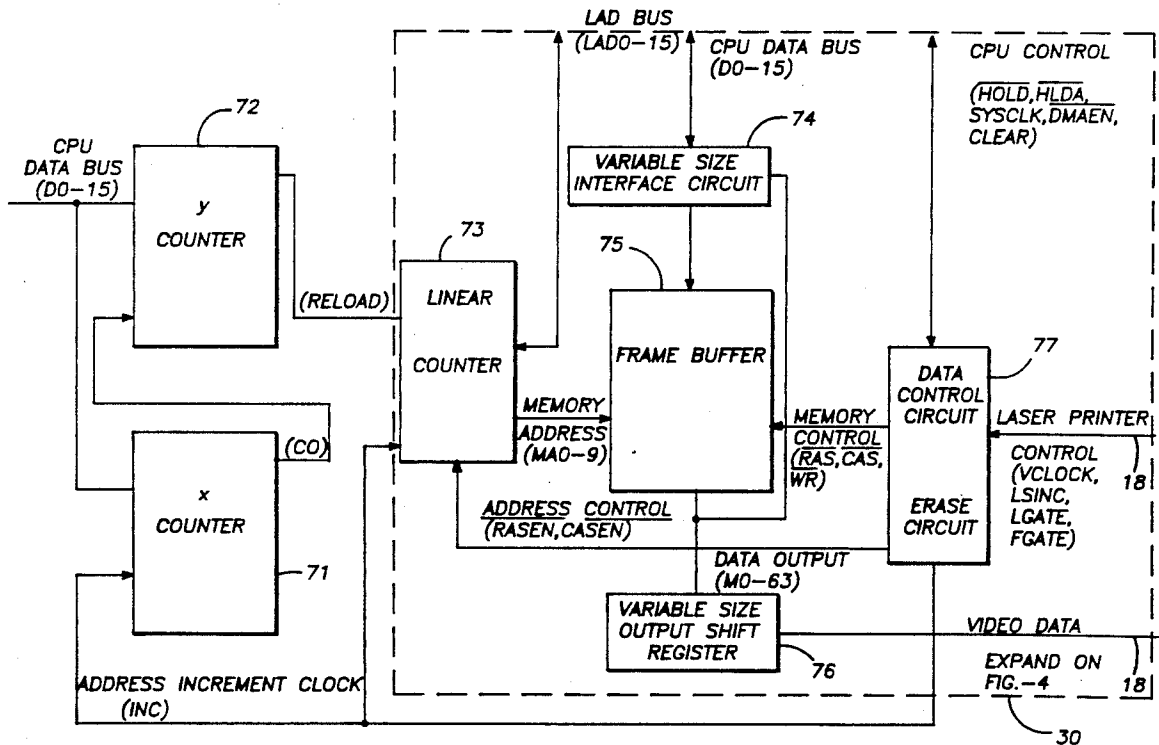 LAD BUS
(LAD0-15)
CPU DATA BUS
(D0-15)
CPU CONTROL
(HOLD, HLDA,
SYSCLK, DMAEN,
CLEAR)
72
CPU
DATA BUS
(D0-15)
y
COUNTER
74
VARIABLE SIZE
INTERFACE CIRCUIT
73
75
LINEAR
COUNTER
(RELOAD)
FRAME BUFFER
77
DATA
CONTROL
CIRCUIT
ERASE
CIRCUIT
LASER PRINTER
18
CONTROL
(VCLOCK,
LSINC,
LGATE,
FGATE)
MEMORY
ADDRESS
(MA0-9)
MEMORY
CONTROL
(RAS, CAS,
WR)
(CO)
x
COUNTER
71
ADDRESS CONTROL
(RASEN, CASEN)
DATA OUTPUT
(M0-63)
VARIABLE SIZE
OUTPUT SHIFT
REGISTER
76
VIDEO DATA
18
EXPAND ON
FIG.-4
ADDRESS INCREMENT CLOCK
(INC)
30